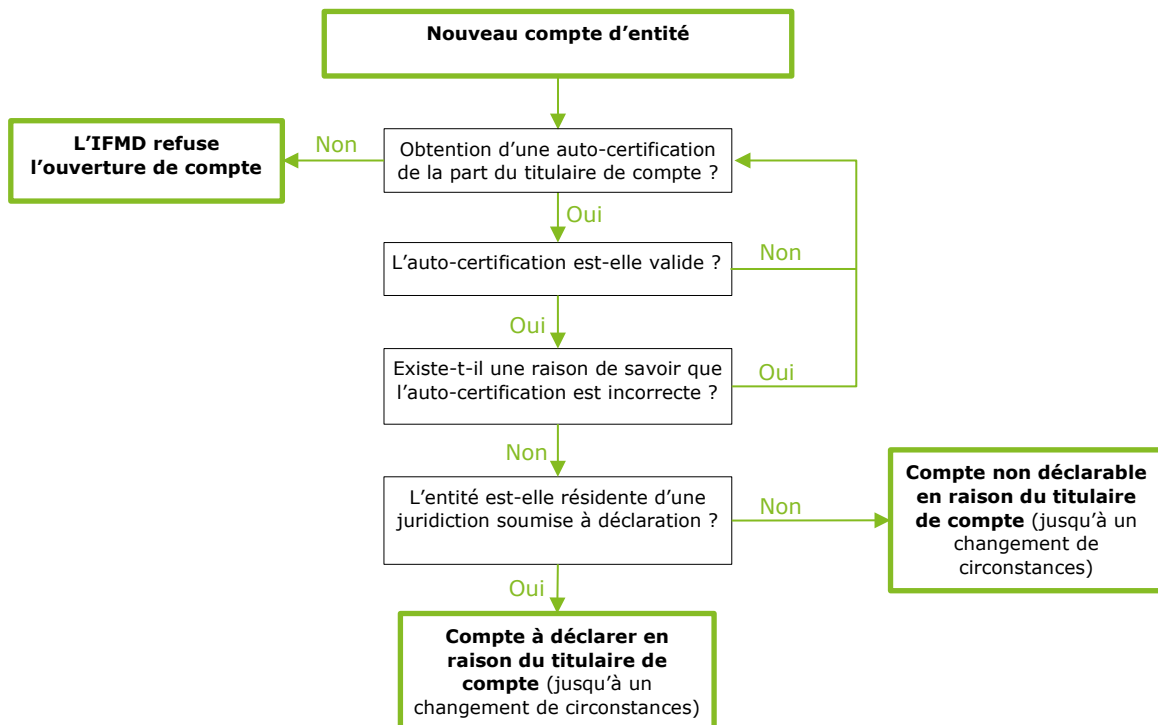 Nouveau compte d’entité
L’IFMD refuse
l’ouverture de compte
Non
Obtention d’une auto-certification
de la part du titulaire de compte ?
Oui
L’auto-certification est-elle valide ?
Non
Oui
Existe-t-il une raison de savoir que
l’auto-certification est incorrecte ?
Oui
Non
L’entité est-elle résidente d’une
juridiction soumise à déclaration ?
Non
Compte non déclarable
en raison du titulaire
de compte (jusqu’à un
changement de
circonstances)
Oui
Compte à déclarer en
raison du titulaire de
compte (jusqu’à un
changement de circonstances)